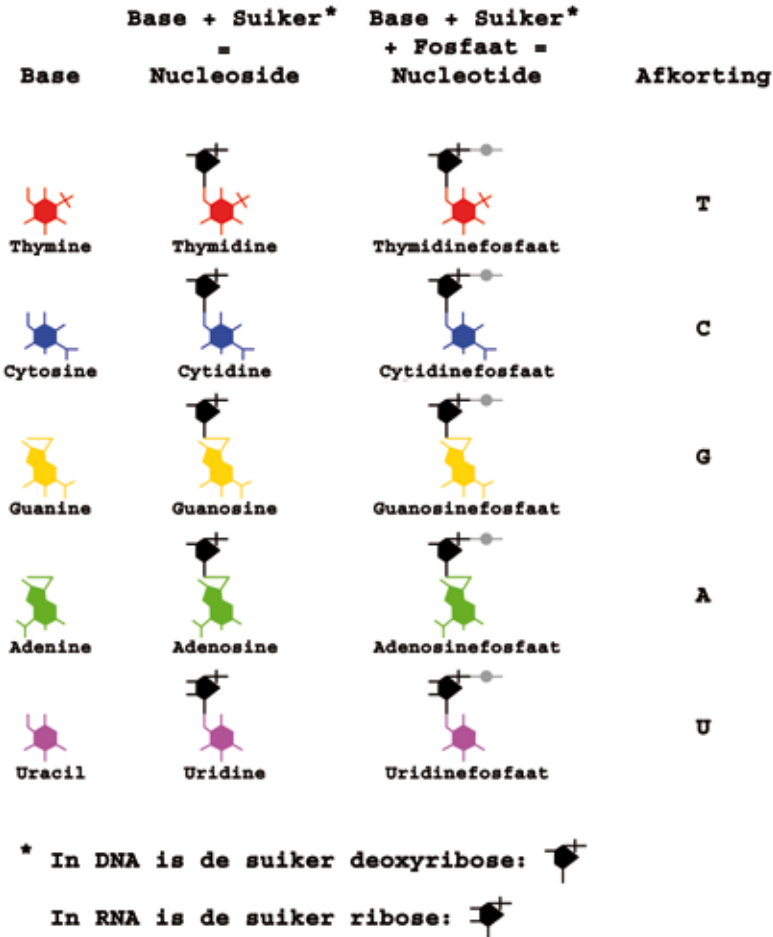 Base + Suiker* Base + Suiker*
= + Fosfaat =
Base Nucleoside Nucleotide Afkorting
T
Thymine Thymidine Thymidinefosfaat
C
Cytosine Cytidine Cytidinefosfaat
G
Guanine Guanosine Guanosinefosfaat
A
Adenine Adenosine Adenosinefosfaat
U
Uracil Uridine Uridinefosfaat
* In DNA is de suiker deoxyribose:
In RNA is de suiker ribose: